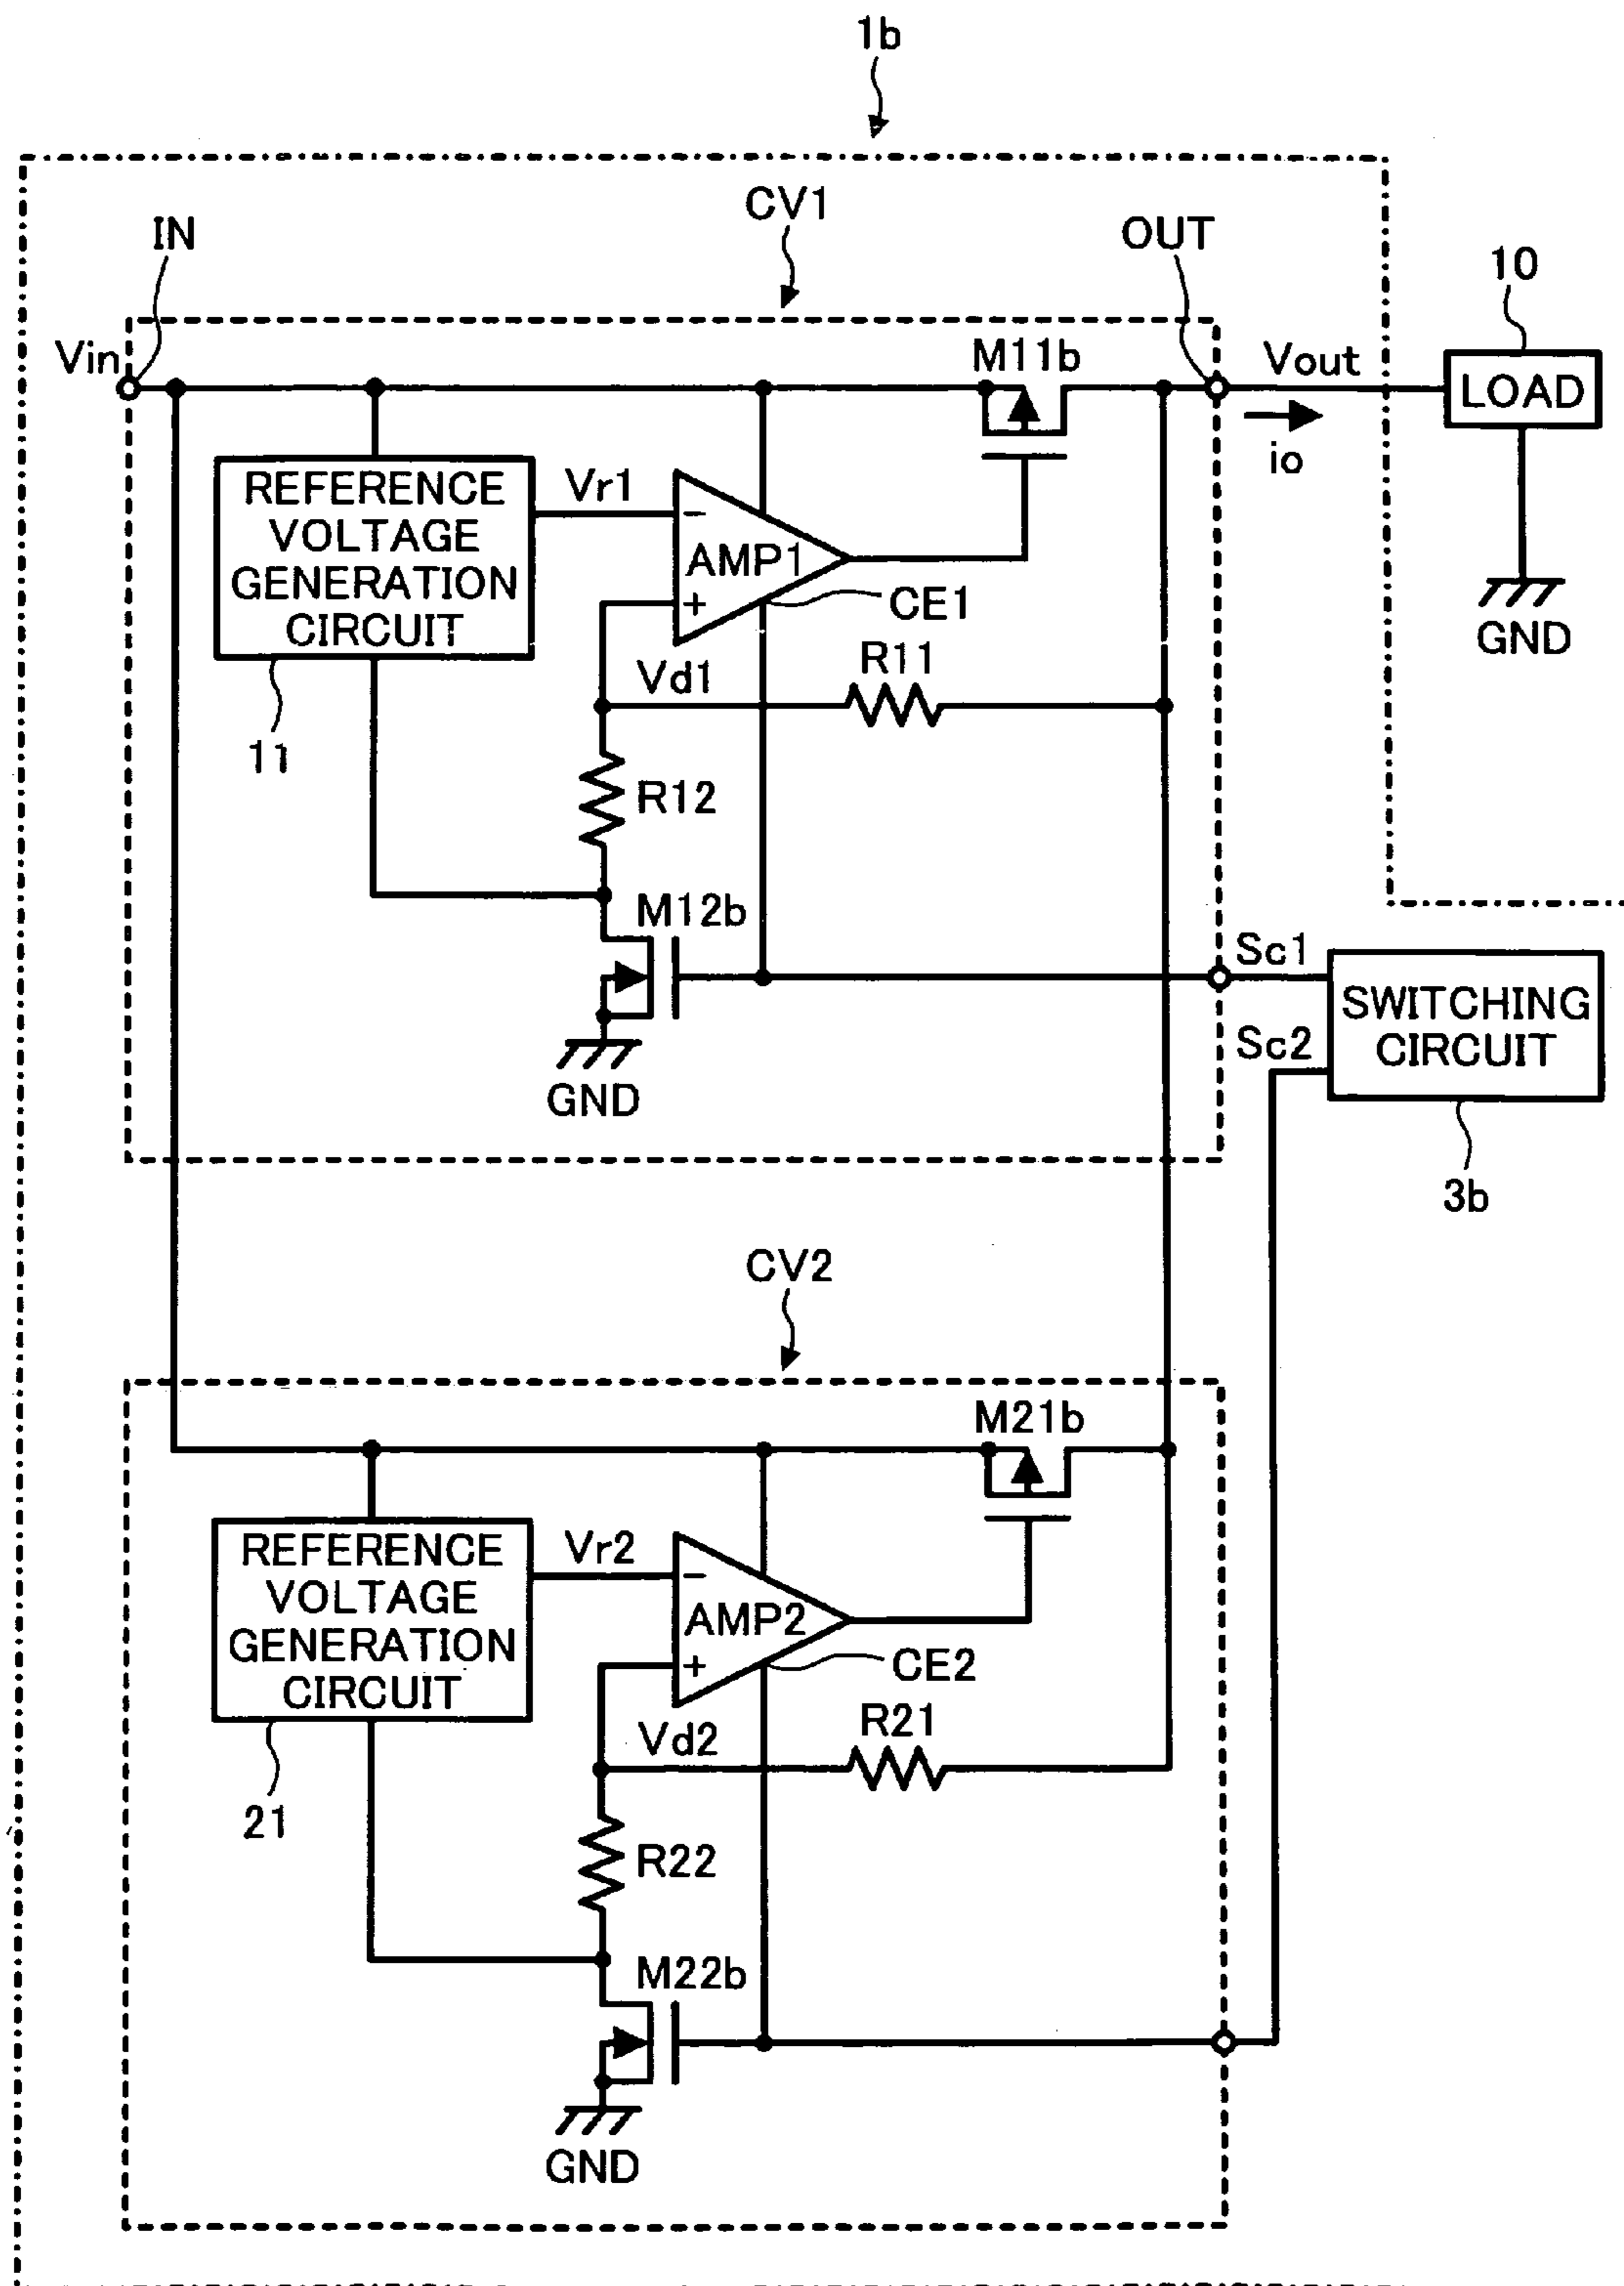 1b
CV1
IN
OUT
10
Vin
M11b
Vout
LOAD
io
REFERENCE
VOLTAGE
GENERATION
CIRCUIT
Vr1
−
AMP1
+
CE1
GND
11
Vd1
R11
R12
M12b
Sc1
Sc2
SWITCHING
CIRCUIT
GND
3b
CV2
M21b
REFERENCE
VOLTAGE
GENERATION
CIRCUIT
Vr2
−
AMP2
+
CE2
21
Vd2
R21
R22
M22b
GND